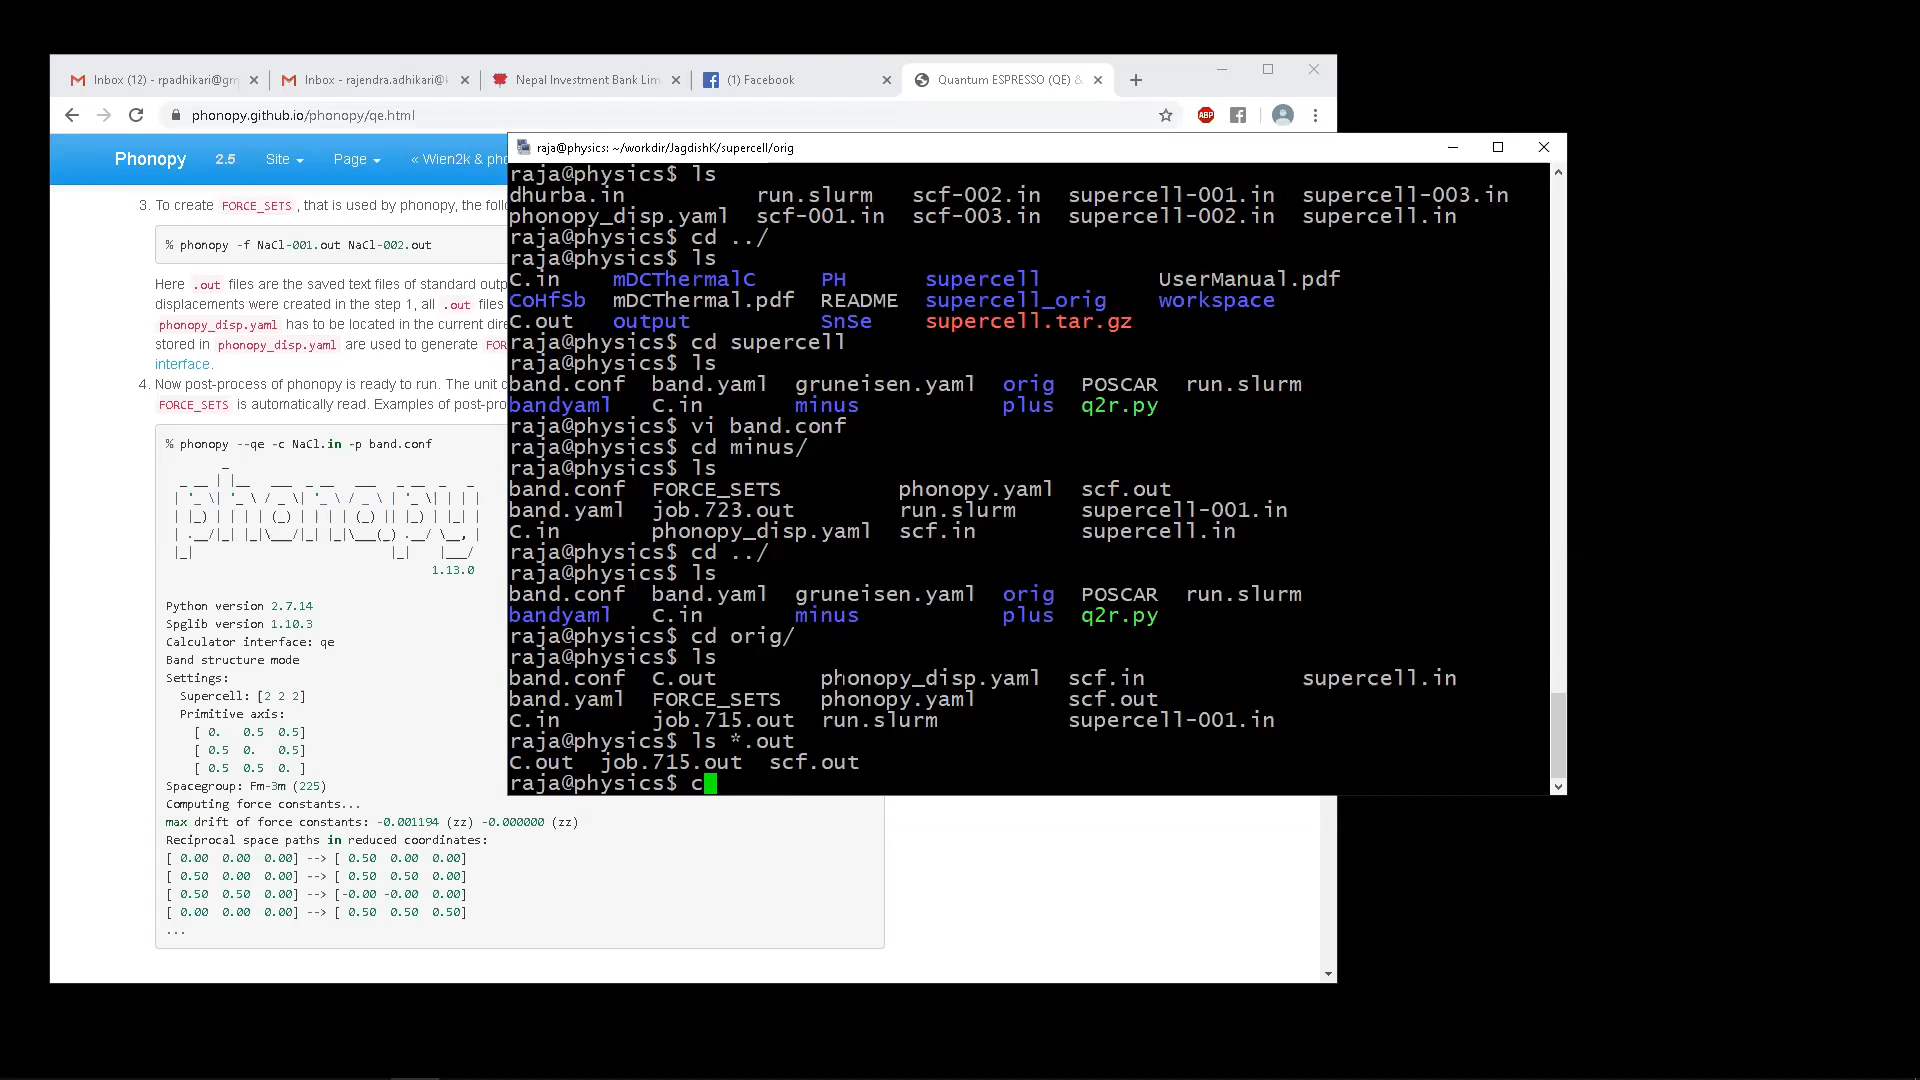 Inbox (12) - rpadhikari@gm
Inbox - rajendra.adhikari@
Nepal Investment Bank Lim
(1) Facebook
Quantum ESPRESSO (QE) &
phonopy.github.io/phonopy/qe.html
ABP
Phonopy 2.5 Site Page « Wien2k & pho
3. To create FORCE_SETS , that is used by phonopy, the follo
% phonopy -f NaCl-001.out NaCl-002.out
Here .out files are the saved text files of standard outp
displacements were created in the step 1, all .out files
phonopy_disp.yaml has to be located in the current dire
stored in phonopy_disp.yaml are used to generate FOR
interface.
4. Now post-process of phonopy is ready to run. The unit c
FORCE_SETS is automatically read. Examples of post-pro
% phonopy --qe -c NaCl.in -p band.conf
1.13.0
Python version 2.7.14
Spglib version 1.10.3
Calculator interface: qe
Band structure mode
Settings:
Supercell: [2 2 2]
Primitive axis:
[ 0. 0.5 0.5]
[ 0.5 0. 0.5]
[ 0.5 0.5 0. ]
Spacegroup: Fm-3m (225)
Computing force constants...
max drift of force constants: -0.001194 (zz) -0.000000 (zz)
Reciprocal space paths in reduced coordinates:
[ 0.00 0.00 0.00] --> [ 0.50 0.00 0.00]
[ 0.50 0.00 0.00] --> [ 0.50 0.50 0.00]
[ 0.50 0.50 0.00] --> [-0.00 -0.00 0.00]
[ 0.00 0.00 0.00] --> [ 0.50 0.50 0.50]
...
raja@physics: ~/workdir/JagdishK/supercell/orig
raja@physics$ ls
dhurba.in run.slurm scf-002.in supercell-001.in supercell-003.in
phonopy_disp.yaml scf-001.in scf-003.in supercell-002.in supercell.in
raja@physics$ cd ../
raja@physics$ ls
C.in mDCThermalC PH supercell UserManual.pdf
CoHfSb mDCThermal.pdf README supercell_orig workspace
C.out output SnSe supercell.tar.gz
raja@physics$ cd supercell
raja@physics$ ls
band.conf band.yaml gruneisen.yaml orig POSCAR run.slurm
bandyaml C.in minus plus q2r.py
raja@physics$ vi band.conf
raja@physics$ cd minus/
raja@physics$ ls
band.conf FORCE_SETS phonopy.yaml scf.out
band.yaml job.723.out run.slurm supercell-001.in
C.in phonopy_disp.yaml scf.in supercell.in
raja@physics$ cd ../
raja@physics$ ls
band.conf band.yaml gruneisen.yaml orig POSCAR run.slurm
bandyaml C.in minus plus q2r.py
raja@physics$ cd orig/
raja@physics$ ls
band.conf C.out phonopy_disp.yaml scf.in supercell.in
band.yaml FORCE_SETS phonopy.yaml scf.out
C.in job.715.out run.slurm supercell-001.in
raja@physics$ ls *.out
C.out job.715.out scf.out
raja@physics$ c